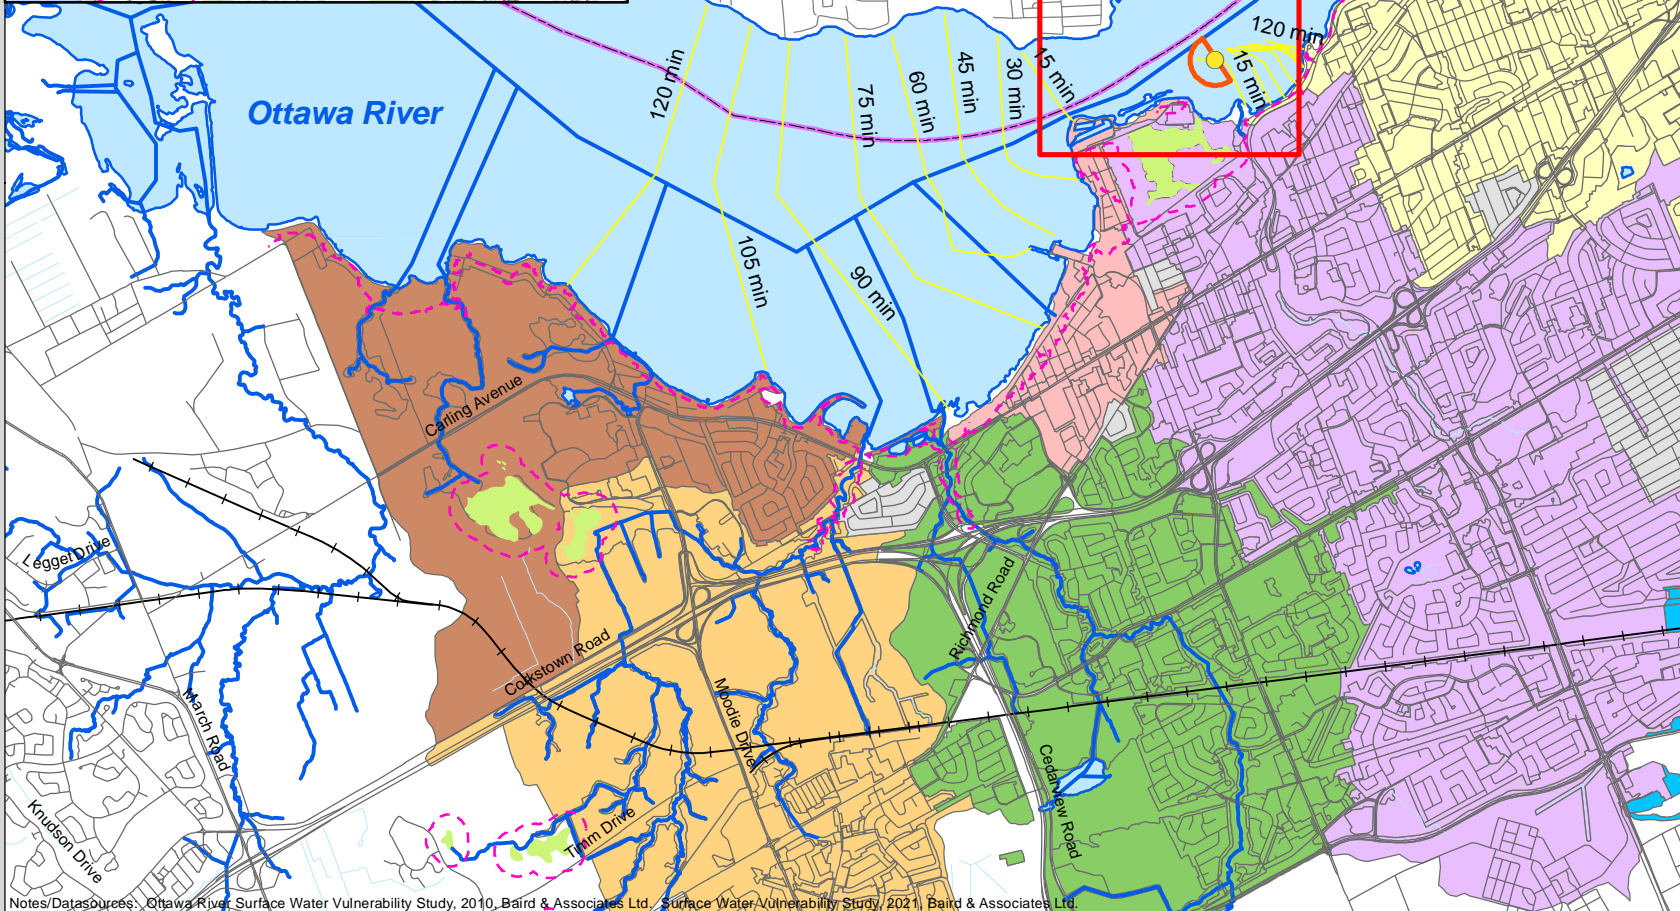 120 min
120 min
15 min
15 min
30 min
45 min
60 min
75 min
Ottawa River
105 min
90 min
Carling Avenue
Legget Drive
Richmond Road
Corkstown Road
March Road
Moodie Drive
Cedarview Road
Knudson Drive
Timm Drive
Notes/Datasources: Ottawa River Surface Water Vulnerability Study, 2010, Baird & Associates Ltd. Surface Water Vulnerability Study, 2021, Baird & Associates Ltd.